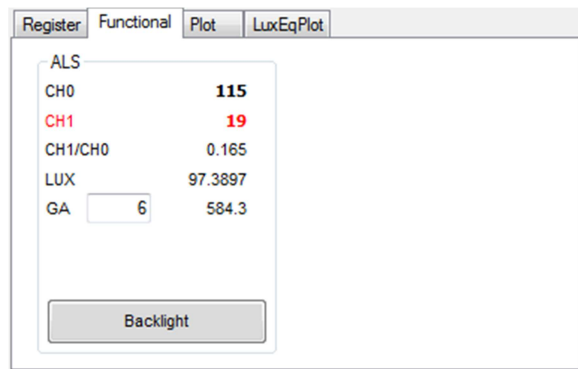 Register Functional Plot LuxEqPlot
ALS
CH0 115
CH1 19
CH1/CH0 0.165
LUX 97.3897
GA 6 584.3
Backlight